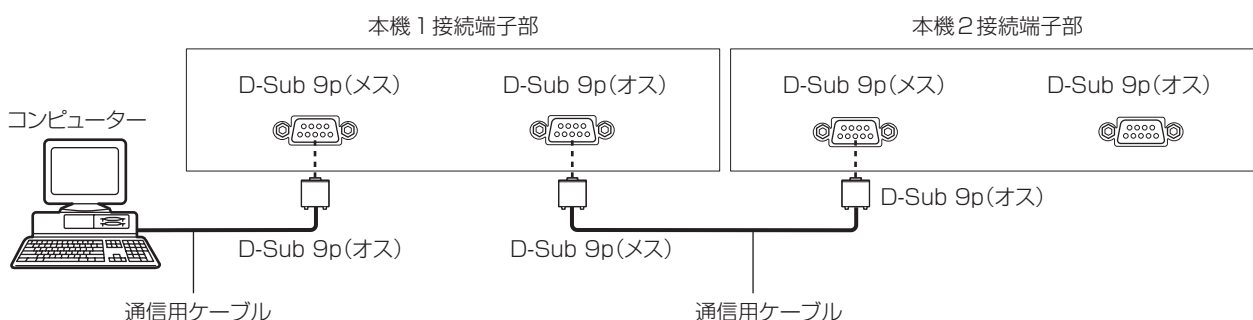 本機1接続端子部
本機2接続端子部
D-Sub 9p(メス)
D-Sub 9p(オス)
D-Sub 9p(メス)
D-Sub 9p(オス)
コンピューター
D-Sub 9p(オス)
D-Sub 9p(オス)
D-Sub 9p(メス)
通信用ケーブル
通信用ケーブル